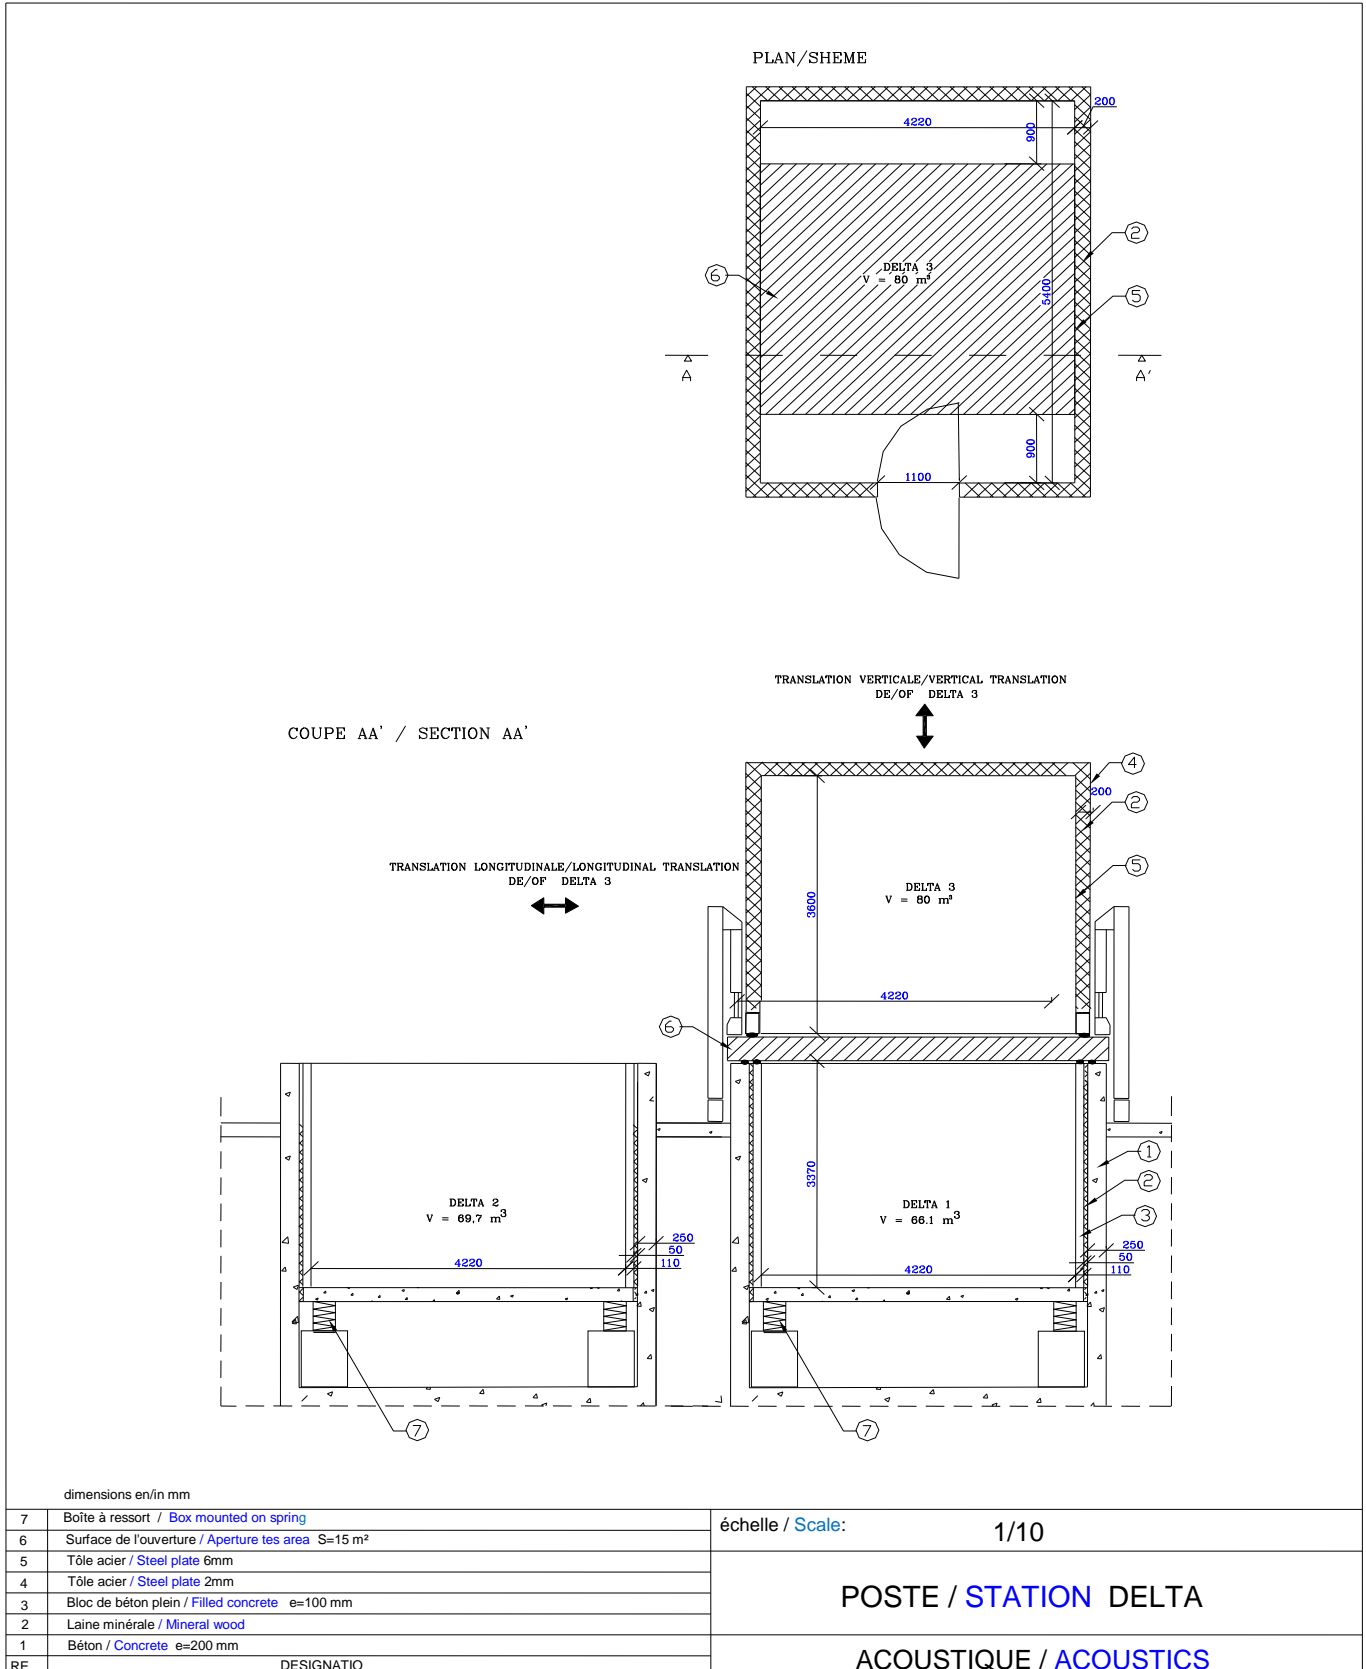 PLAN/SHEME
200
4220
900
2
DELTA 3
6
V = 80 m³
5400
5
A
A'
900
1100
TRANSLATION VERTICALE/VERTICAL TRANSLATION
DE/OF DELTA 3
COUPE AA' / SECTION AA'
4
200
2
TRANSLATION LONGITUDINALE/LONGITUDINAL TRANSLATION
DE/OF DELTA 3
5
DELTA 3
V = 80 m³
3600
4220
6
1
3370
2
DELTA 2
V = 69,7 m³
DELTA 1
V = 66.1 m³
3
250
50
110
4220
250
50
110
4220
7
7
dimensions en/in mm
7 Boîte à ressort / Box mounted on spring
6 Surface de l'ouverture / Aperture tes area S=15 m²
5 Tôle acier / Steel plate 6mm
4 Tôle acier / Steel plate 2mm
3 Bloc de béton plein / Filled concrete e=100 mm
2 Laine minérale / Mineral wood
1 Béton / Concrete e=200 mm
RE DESIGNATIO
échelle / Scale: 1/10
POSTE / STATION DELTA
ACOUSTIQUE / ACOUSTICS